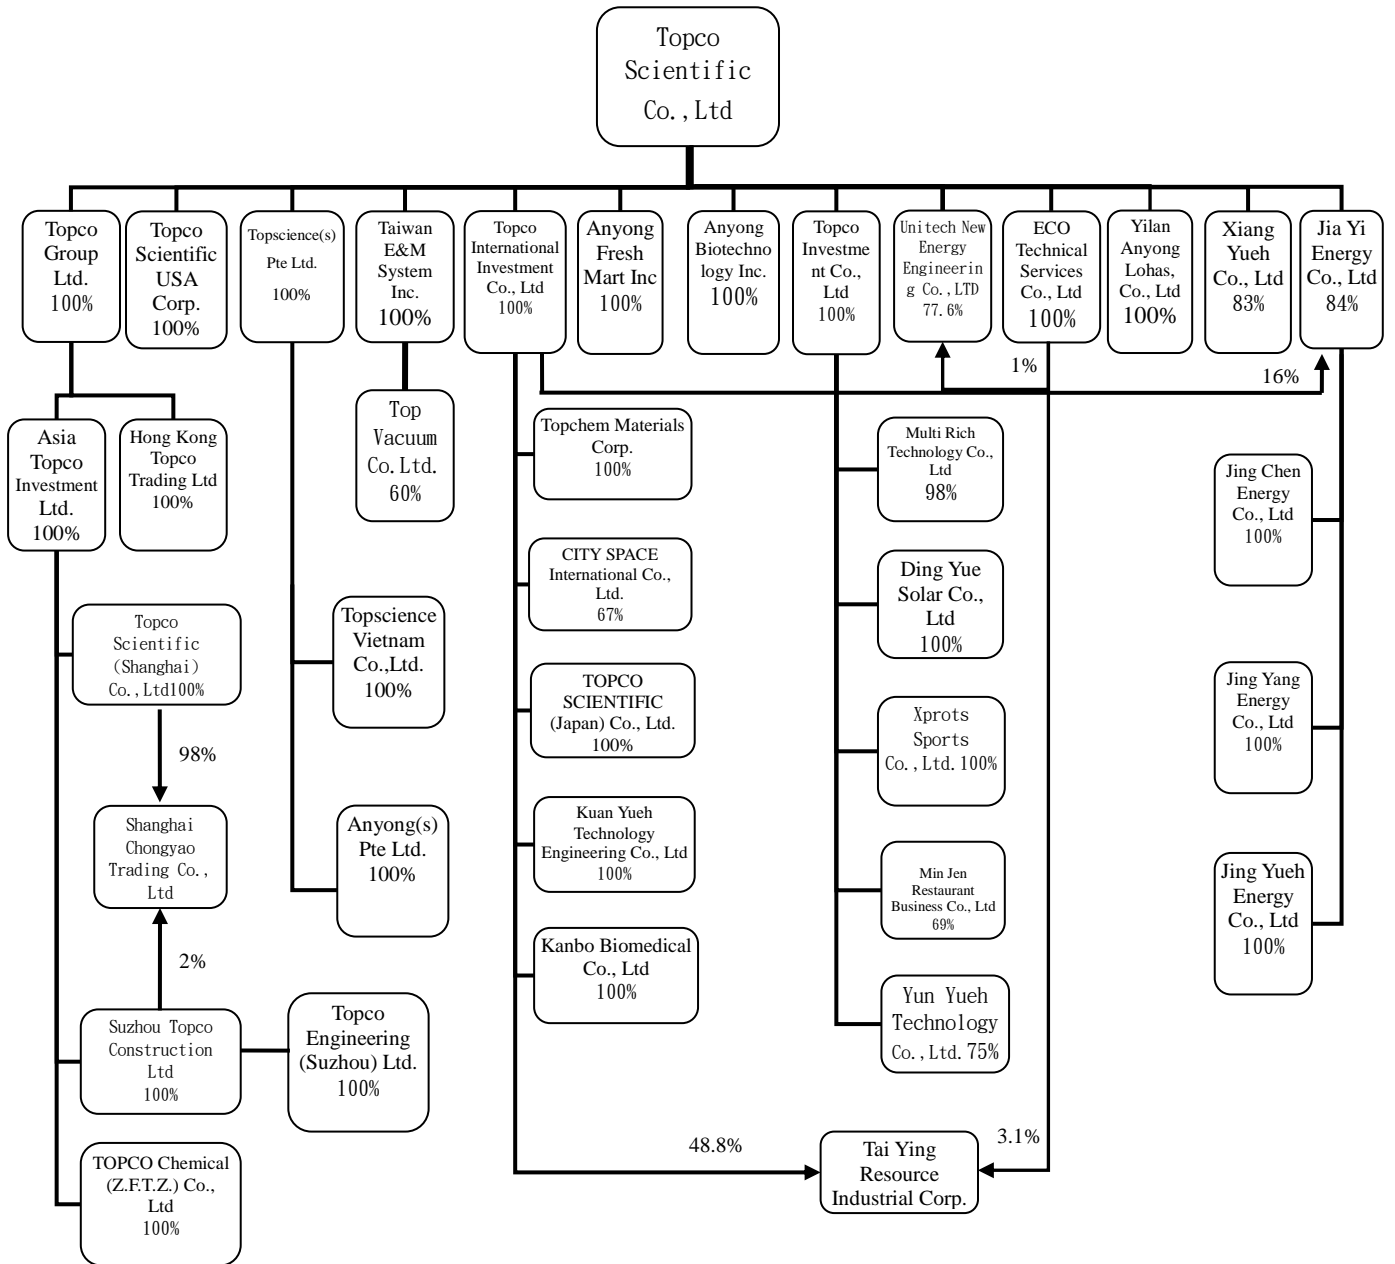 Topco
Scientific
Co.,Ltd
Topco
Group
Ltd.
100%
Topco
Scientific
USA
Corp.
100%
Topscience(s)
Pte Ltd.
100%
Taiwan
E&M
System
Inc.
100%
Topco
International
Investment
Co., Ltd
100%
Anyong
Fresh
Mart Inc
100%
Anyong
Biotechno
logy Inc.
100%
Topco
Investme
nt Co.,
Ltd
100%
Unitech New
Energy
Engineerin
g Co.,LTD
77.6%
ECO
Technical
Services
Co., Ltd
100%
Yilan
Anyong
Lohas,
Co., Ltd
100%
Xiang
Yueh
Co., Ltd
83%
Jia Yi
Energy
Co., Ltd
84%
1%
16%
Asia
Topco
Investment
Ltd.
100%
Hong Kong
Topco
Trading Ltd
100%
Top
Vacuum
Co.Ltd.
60%
Topchem Materials
Corp.
100%
Multi Rich
Technology Co.,
Ltd
98%
Jing Chen
Energy
Co., Ltd
100%
CITY SPACE
International Co.,
Ltd.
67%
Ding Yue
Solar Co.,
Ltd
100%
Topco
Scientific
(Shanghai)
Co.,Ltd100%
Topscience
Vietnam
Co.,Ltd.
100%
TOPCO
SCIENTIFIC
(Japan) Co., Ltd.
100%
Xprots
Sports
Co.,Ltd.100%
Jing Yang
Energy
Co., Ltd
100%
98%
Shanghai
Chongyao
Trading Co.,
Ltd
Anyong(s)
Pte Ltd.
100%
Kuan Yueh
Technology
Engineering Co., Ltd
100%
Min Jen
Restaurant
Business Co., Ltd
69%
Jing Yueh
Energy
Co., Ltd
100%
2%
Kanbo Biomedical
Co., Ltd
100%
Yun Yueh
Technology
Co.,Ltd.75%
Suzhou Topco
Construction
Ltd
100%
Topco
Engineering
(Suzhou) Ltd.
100%
48.8%
Tai Ying
Resource
Industrial Corp.
3.1%
TOPCO Chemical
(Z.F.T.Z.) Co.,
Ltd
100%